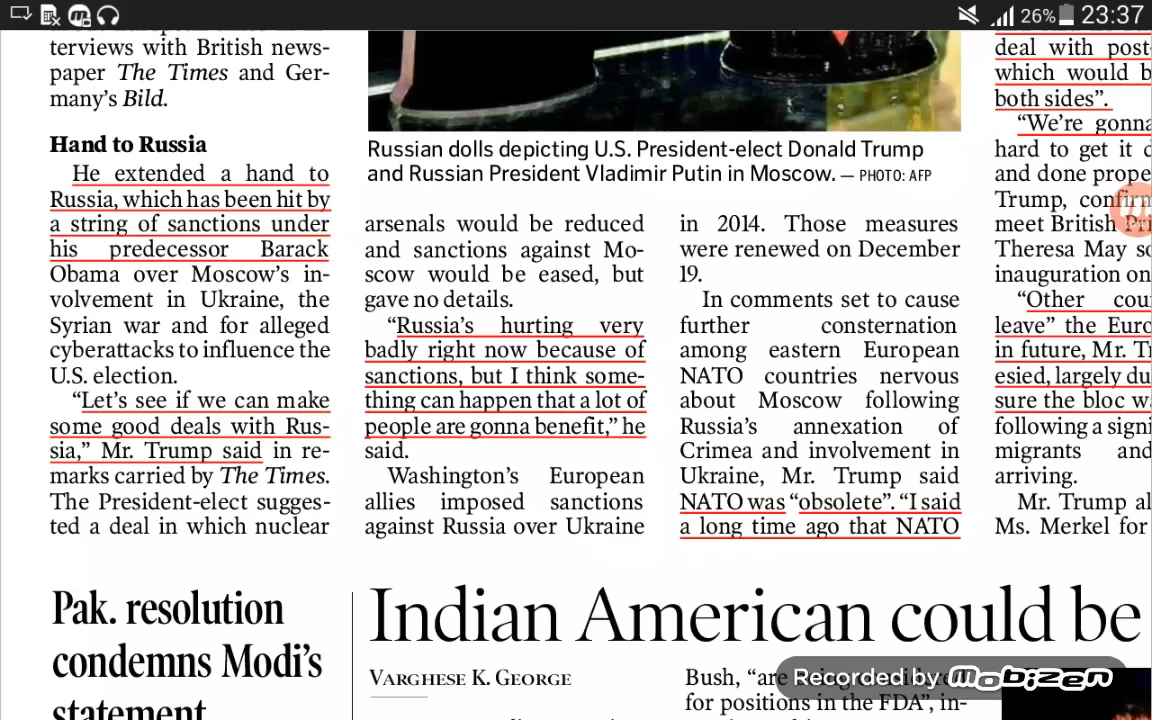 26% 23:37
terviews with British news-
paper The Times and Ger-
many's Bild.
Hand to Russia
He extended a hand to
Russia, which has been hit by
a string of sanctions under
his predecessor Barack
Obama over Moscow's in-
volvement in Ukraine, the
Syrian war and for alleged
cyberattacks to influence the
U.S. election.
"Let's see if we can make
some good deals with Rus-
sia," Mr. Trump said in re-
marks carried by The Times.
The President-elect sugges-
ted a deal in which nuclear
Russian dolls depicting U.S. President-elect Donald Trump
and Russian President Vladimir Putin in Moscow. — PHOTO: AFP
arsenals would be reduced
and sanctions against Mo-
scow would be eased, but
gave no details.
"Russia's hurting very
badly right now because of
sanctions, but I think some-
thing can happen that a lot of
people are gonna benefit," he
said.
Washington's European
allies imposed sanctions
against Russia over Ukraine
in 2014. Those measures
were renewed on December
19.
In comments set to cause
further consternation
among eastern European
NATO countries nervous
about Moscow following
Russia's annexation of
Crimea and involvement in
Ukraine, Mr. Trump said
NATO was "obsolete". "I said
a long time ago that NATO
deal with post-
which would b
both sides".
"We're gonna
hard to get it d
and done prope
Trump, confirm
meet British
Theresa May so
inauguration on
"Other cou
leave" the Euro
in future, Mr. Tr
esied, largely du
sure the bloc w
following a signi
migrants and
arriving.
Mr. Trump al
Ms. Merkel for
Pak. resolution
condemns Modi's
statement
Indian American could be
VARGHESE K. GEORGE
Bush, "are
for positions in the FDA", in-
Recorded by mobizen